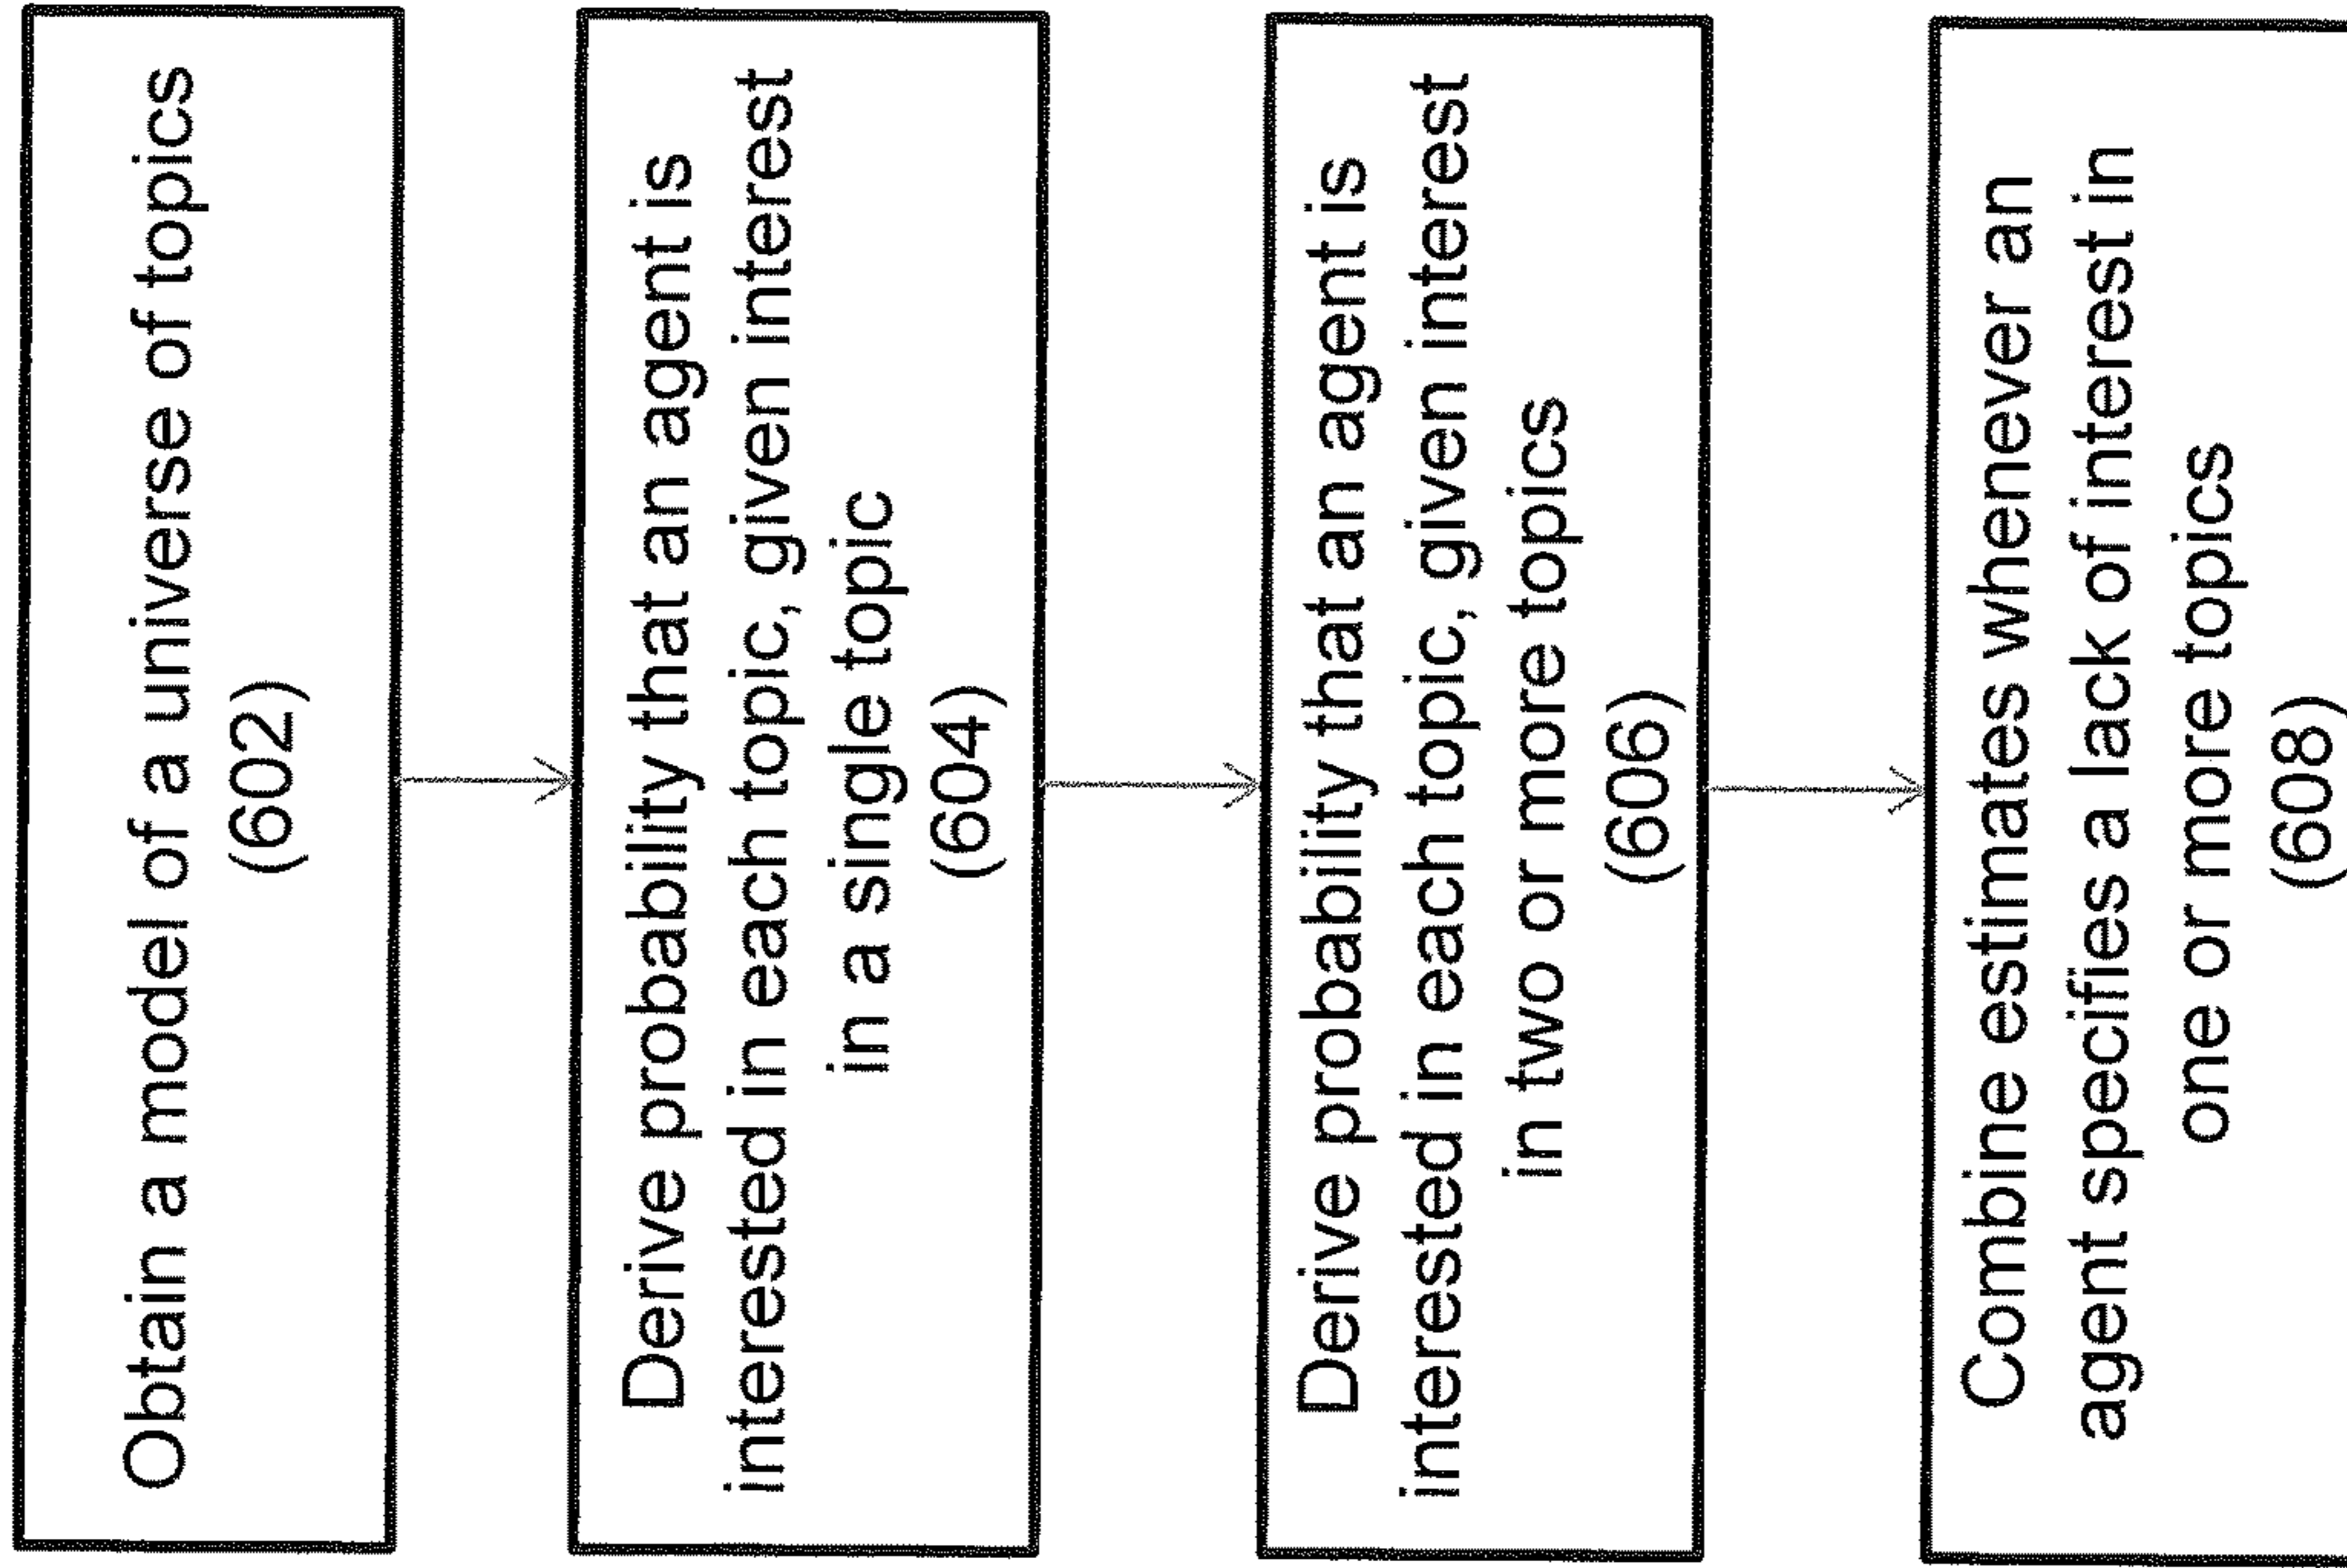 Obtain a model of a universe of topics
(602)
Derive probability that an agent is
interested in each topic, given interest
in a single topic
(604)
Derive probability that an agent is
interested in each topic, given interest
in two or more topics
(606)
Combine estimates whenever an
agent specifies a lack of interest in
one or more topics
(608)